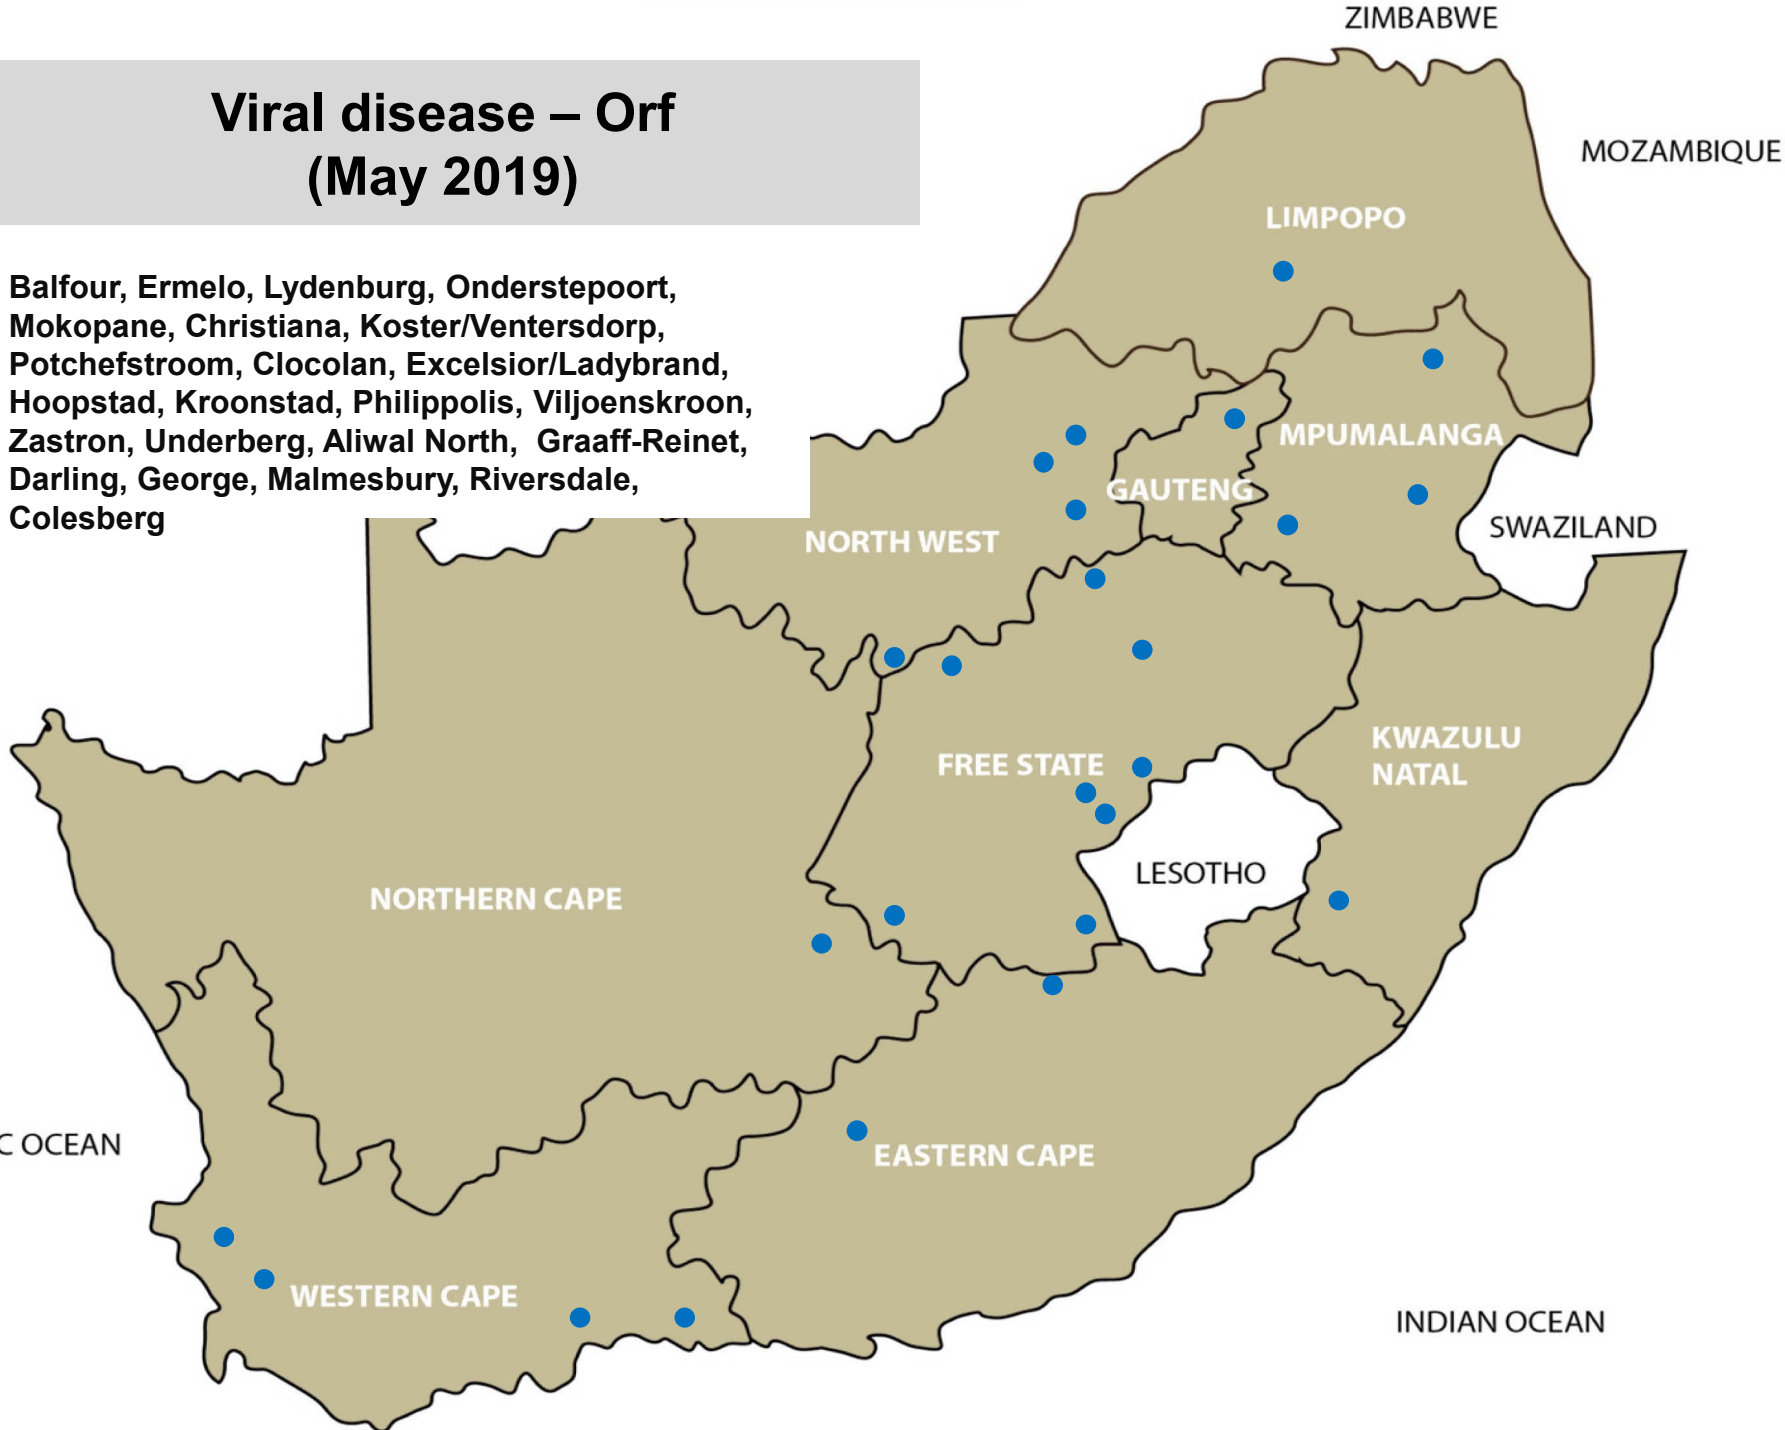 ZIMBABWE
Viral disease – Orf
(May 2019)
MOZAMBIQUE
LIMPOPO
Balfour, Ermelo, Lydenburg, Onderstepoort,
Mokopane, Christiana, Koster/Ventersdorp,
Potchefstroom, Clocolan, Excelsior/Ladybrand,
Hoopstad, Kroonstad, Philippolis, Viljoenskroon,
Zastron, Underberg, Aliwal North,  Graaff-Reinet,
Darling, George, Malmesbury, Riversdale,
Colesberg
MPUMALANGA
GAUTENG
SWAZILAND
NORTH WEST
KWAZULU
NATAL
FREE STATE
LESOTHO
NORTHERN CAPE
C OCEAN
EASTERN CAPE
WESTERN CAPE
INDIAN OCEAN